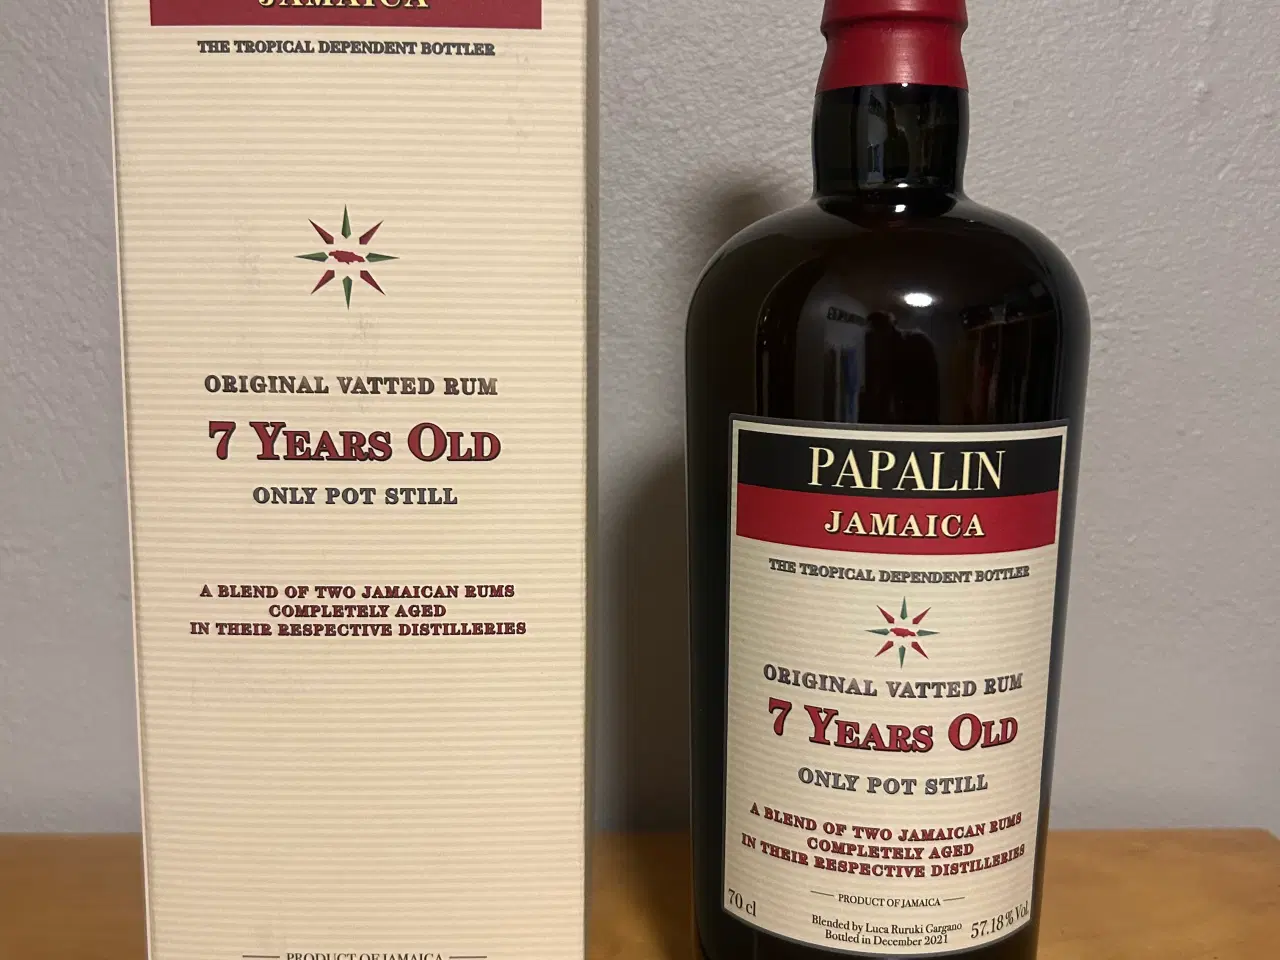 JAMAICA
THE TROPICAL DEPENDENT BOTTLER
ORIGINAL VATTED RUM
7 YEARS OLD
ONLY POT STILL
A BLEND OF TWO JAMAICAN RUMS
COMPLETELY AGED
IN THEIR RESPECTIVE DISTILLERIES
PRODUCT OF JAMAICA
PAPALIN
JAMAICA
THE TROPICAL DEPENDENT BOTTLER
ORIGINAL VATTED RUM
7 YEARS OLD
ONLY POT STILL
A BLEND OF TWO JAMAICAN RUMS
COMPLETELY AGED
IN THEIR RESPECTIVE DISTILLERIES
PRODUCT OF JAMAICA
70 cl
Blended by Luca Ruruki Gargano
Bottled in December 2021
57.18 % Vol.